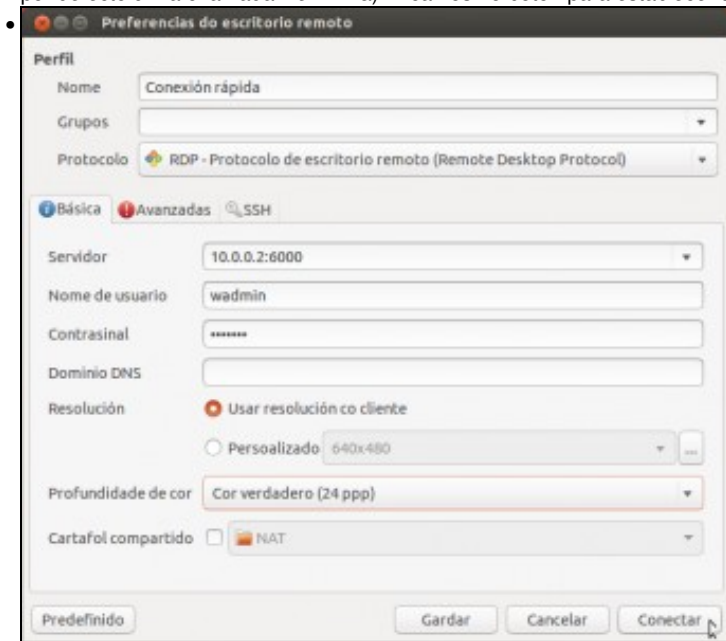 Preferencias do escritorio remoto
Perfil
Nome Conexión rápida
Grupos
Protocolo RDP - Protocolo de escritorio remoto (Remote Desktop Protocol)
Básica Avanzadas SSH
Servidor 10.0.0.2:6000
Nome de usuario wadmin
Contrasinal •••••••
Dominio DNS
Resolución Usar resolución co cliente
Persoalizado 640x480 ...
Profundidade de cor Cor verdadero (24 ppp)
Cartafol compartido NAT
Predefinido Gardar Cancelar Conectar